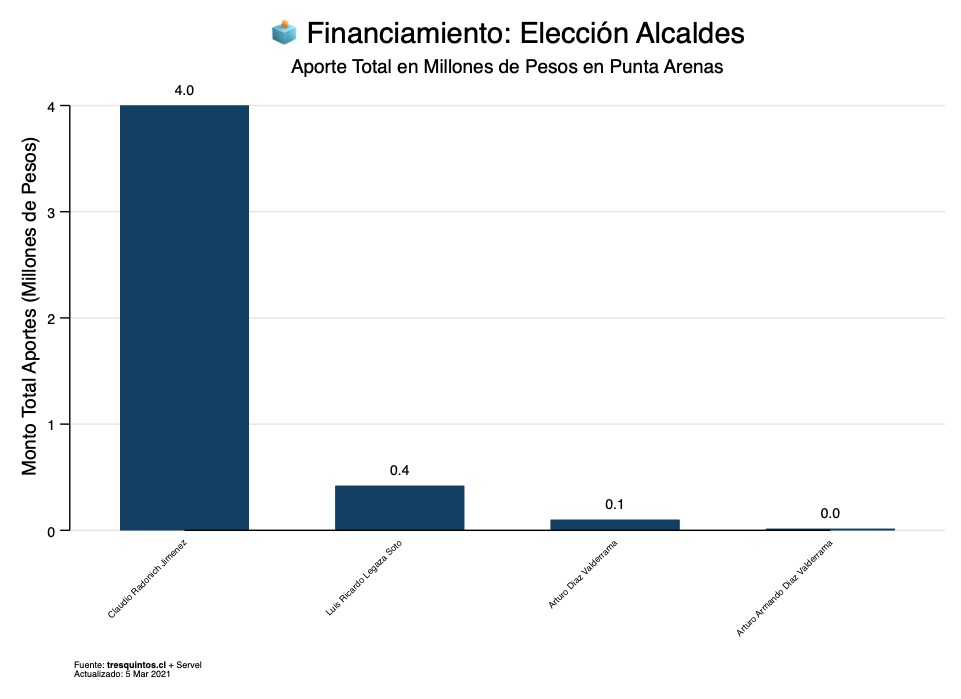 Financiamiento: Elección Alcaldes
Aporte Total en Millones de Pesos en Punta Arenas
Monto Total Aportes (Millones de Pesos)
4
3
2
1
0
4.0
0.4
0.1
0.0
Claudio Radonich Jimenez
Luis Ricardo Legaza Soto
Arturo Diaz Valderrama
Arturo Armando Diaz Valderrama
Fuente: tresquintos.cl + Servel
Actualizado: 5 Mar 2021